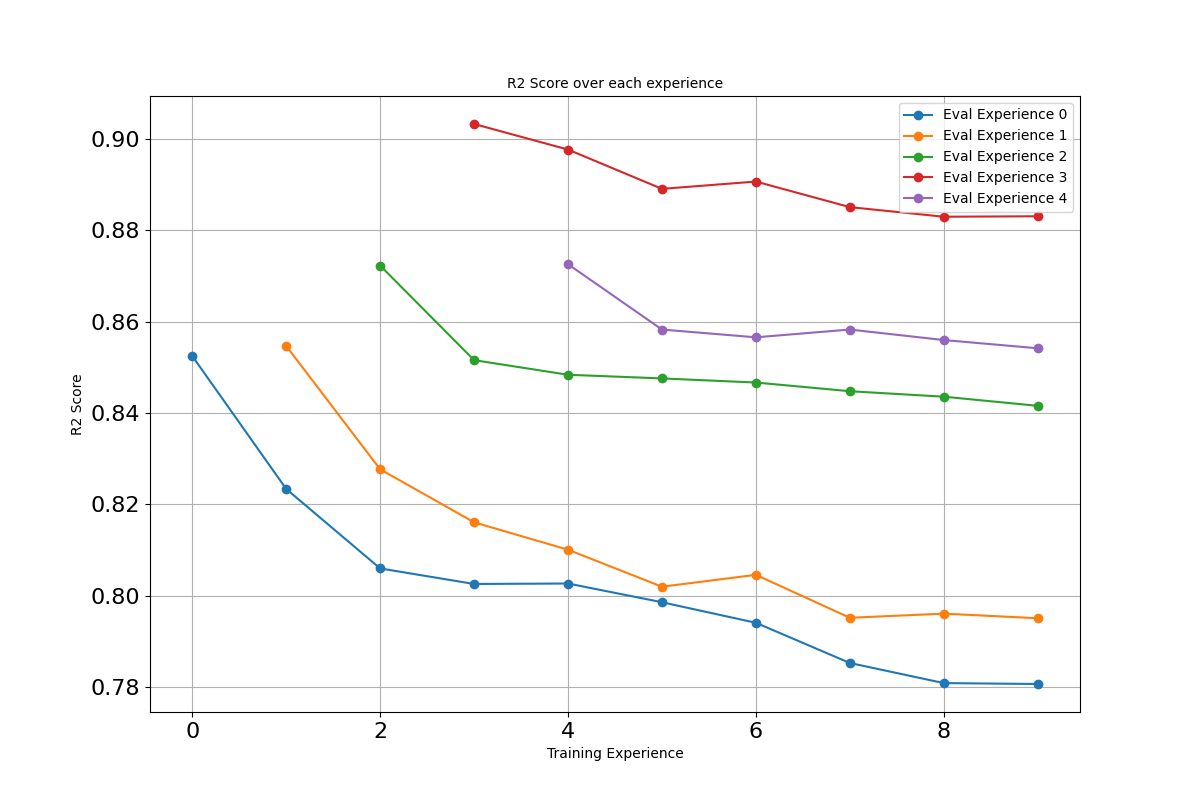 R2 Score over each experience
Eval Experience 0
Eval Experience 1
Eval Experience 2
Eval Experience 3
Eval Experience 4
R2 Score
0.90
0.88
0.86
0.84
0.82
0.80
0.78
0 2 4 6 8
Training Experience